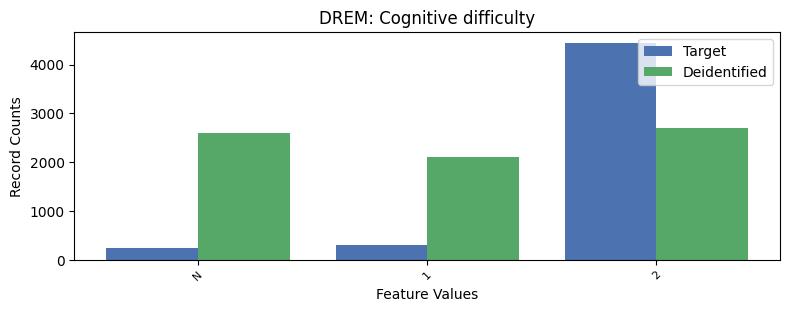 DREM: Cognitive difficulty
Target
Deidentified
Record Counts
4000
3000
2000
1000
0
N
1
2
Feature Values